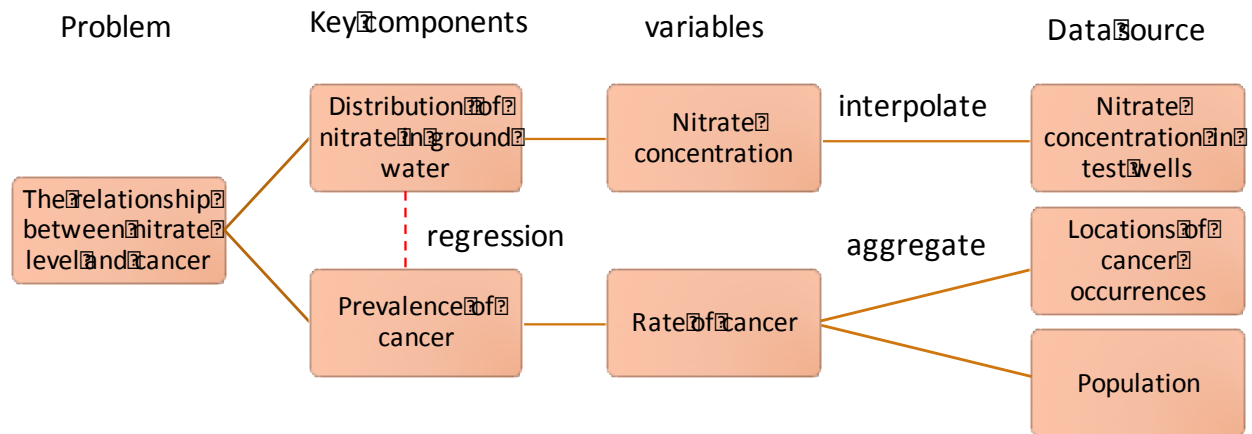 Problem
Key⍰components
variables
Data⍰source
The⍰relationship⍰
between⍰nitrate⍰
level⍰and⍰cancer
Distribution⍰of⍰
nitrate⍰in⍰ground⍰
water
Nitrate⍰
concentration
interpolate
Nitrate⍰
concentration⍰in⍰
test⍰wells
regression
Prevalence⍰of⍰
cancer
Rate⍰of⍰cancer
aggregate
Locations⍰of⍰
cancer⍰
occurrences
Population